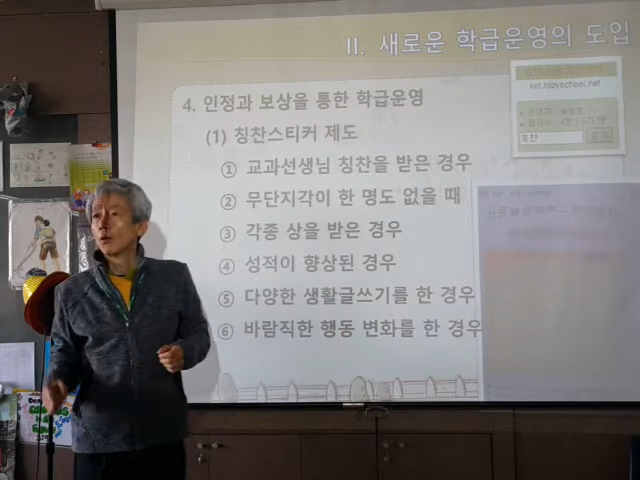 II. 새로운 학급운영의 도입
4. 인정과 보상을 통한 학급운영
(1) 칭찬스티커 제도
① 교과선생님 칭찬을 받은 경우
② 무단지각이 한 명도 없을 때
③ 각종 상을 받은 경우
④ 성적이 향상된 경우
⑤ 다양한 생활글쓰기를 한 경우
⑥ 바람직한 행동 변화를 한 경우
칭찬